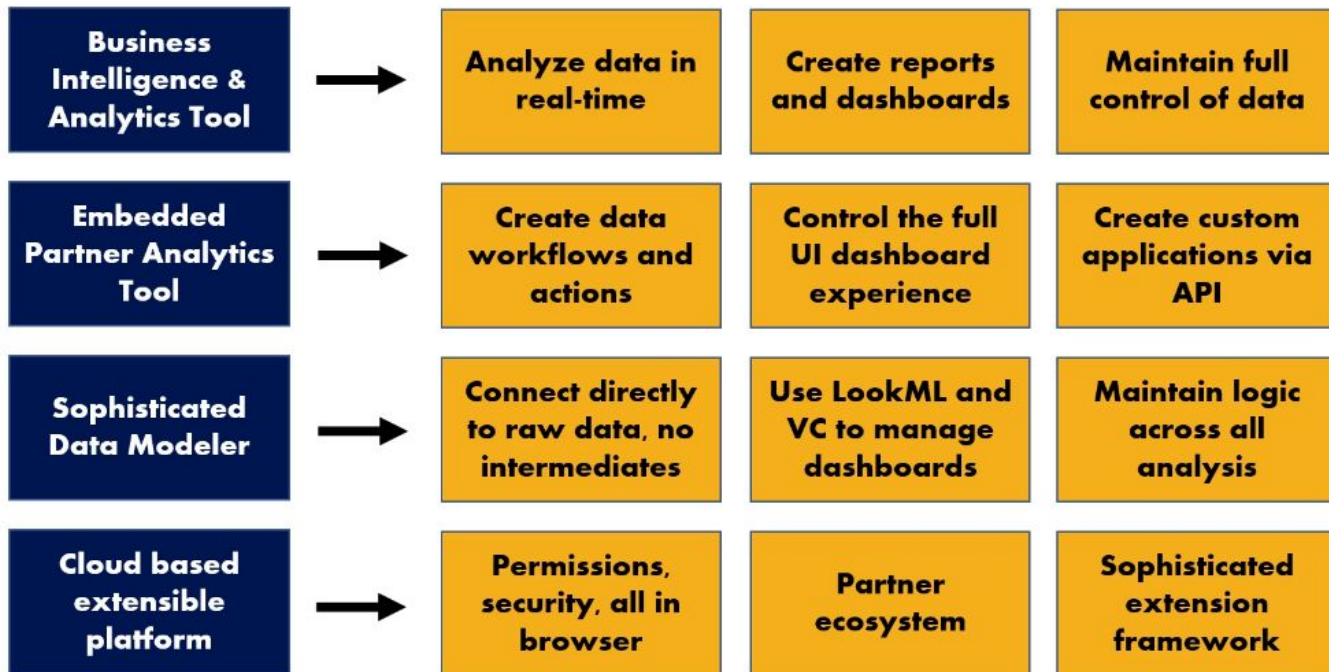 Business
Intelligence &
Analytics Tool
Analyze data in
real-time
Create reports
and dashboards
Maintain full
control of data
Embedded
Partner Analytics
Tool
Create data
workflows and
actions
Control the full
UI dashboard
experience
Create custom
applications via
API
Sophisticated
Data Modeler
Connect directly
to raw data, no
intermediates
Use LookML and
VC to manage
dashboards
Maintain logic
across all
analysis
Cloud based
extensible
platform
Permissions,
security, all in
browser
Partner
ecosystem
Sophisticated
extension
framework